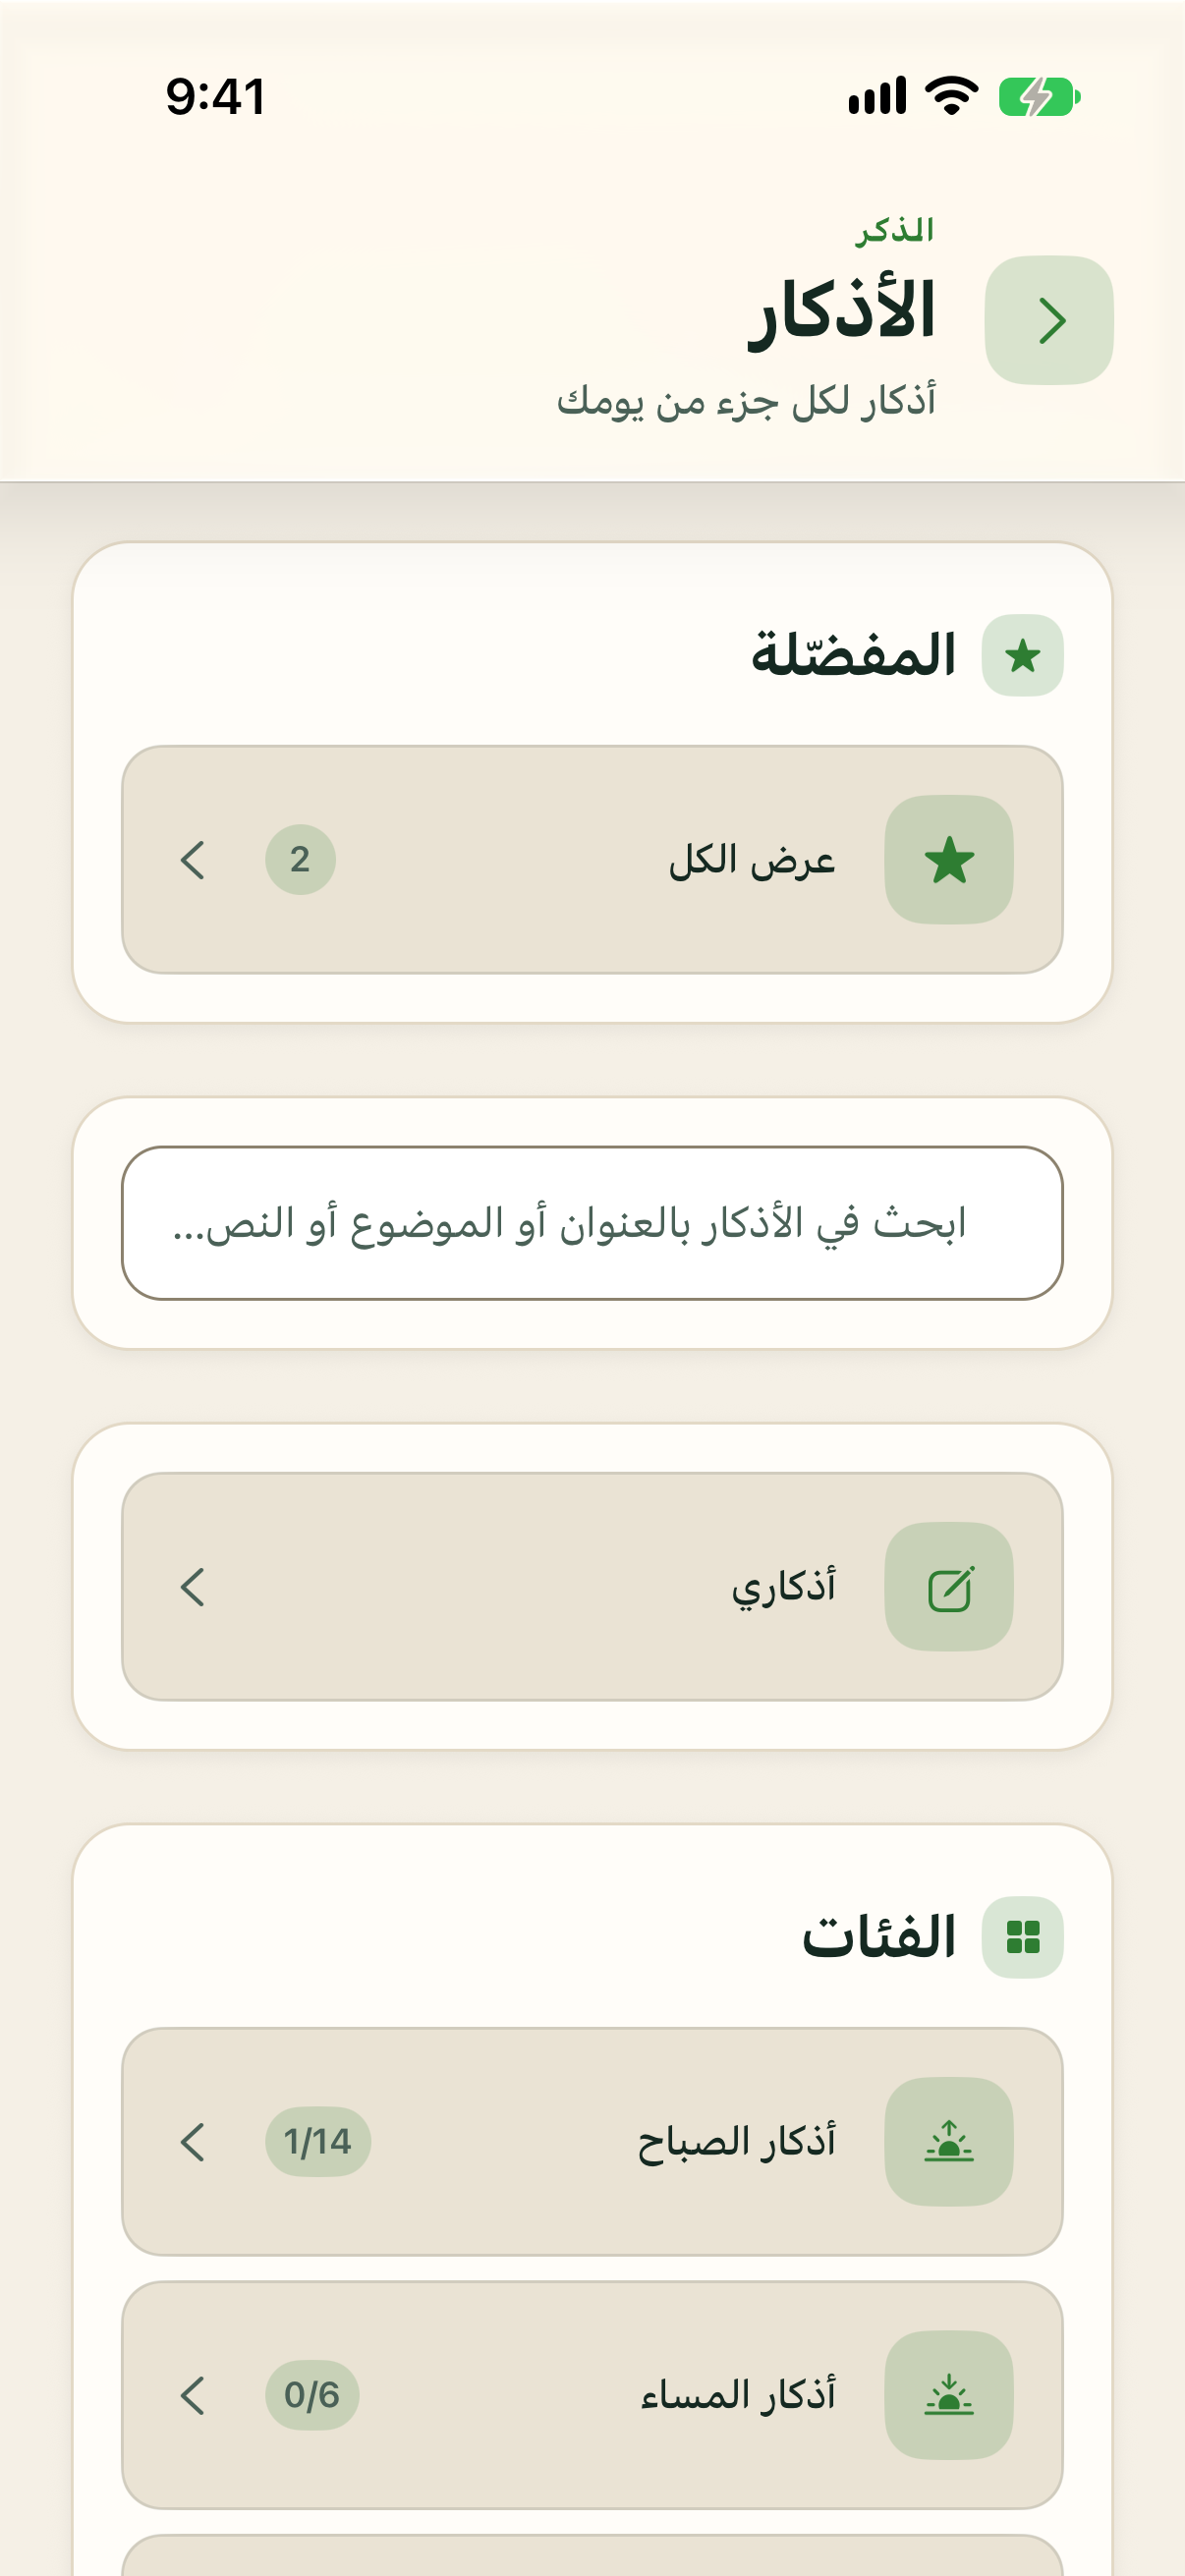 9:41
الذكر
الأذكار
أذكار لكل جزء من يومك
المفضّلة
عرض الكل
2
ابحث في الأذكار بالعنوان أو الموضوع أو النص...
أذكاري
الفئات
أذكار الصباح
1/14
أذكار المساء
0/6